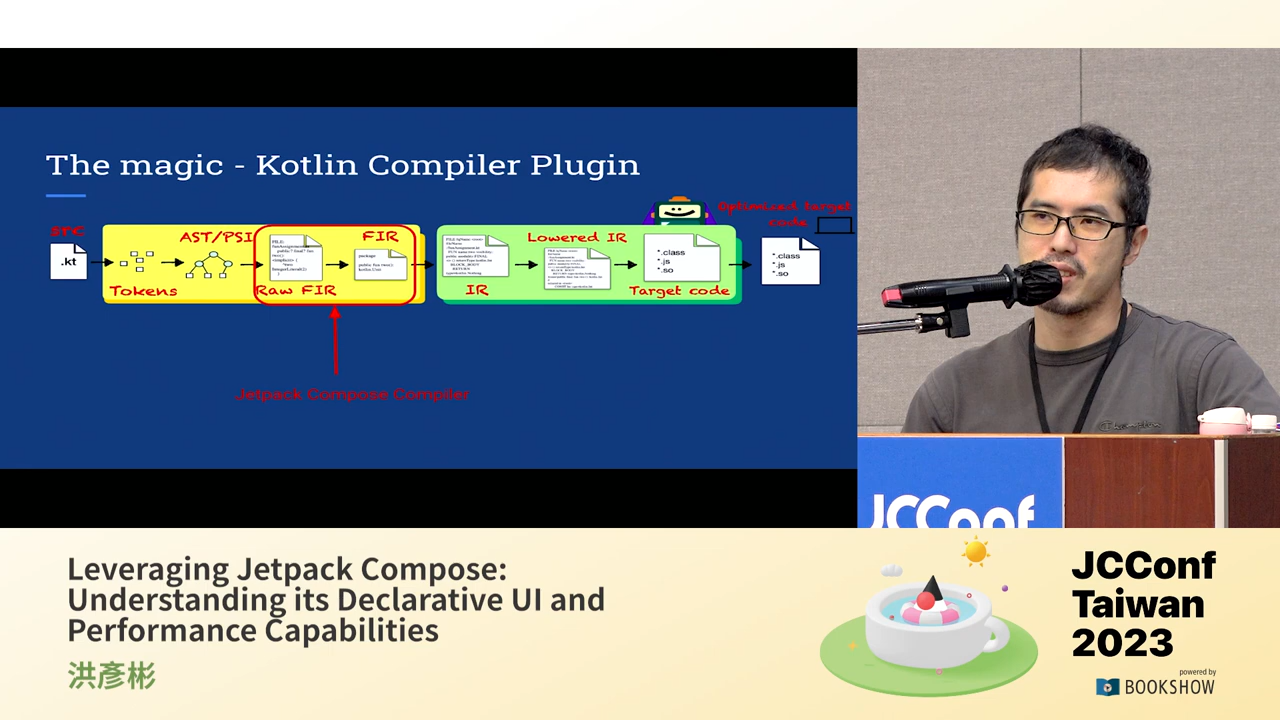 The magic - Kotlin Compiler Plugin
src
.kt
Tokens
AST/PSI
Raw FIR
FIR
IR
Lowered IR
*.class
*.js
*.so
Target code
Optimized target
code
*.class
*.js
*.so
Jetpack Compose Compiler
Champion
JCConf
Leveraging Jetpack Compose:
Understanding its Declarative UI and
Performance Capabilities
洪彥彬
JCConf
Taiwan
2023
powered by
BOOKSHOW